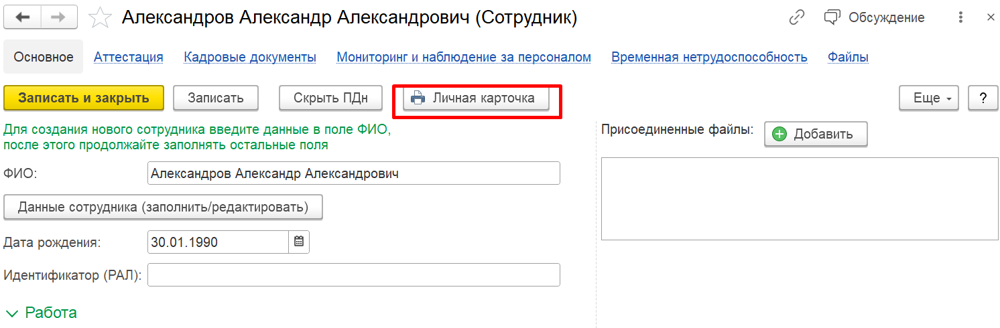 Александров Александр Александрович (Сотрудник)
Обсуждение
Основное Аттестация Кадровые документы Мониторинг и наблюдение за персоналом Временная нетрудоспособность Файлы
Записать и закрыть Записать Скрыть ПДн Личная карточка Еще ?
Для создания нового сотрудника введите данные в поле ФИО,
после этого продолжайте заполнять остальные поля
Присоединенные файлы: Добавить
ФИО: Александров Александр Александрович
Данные сотрудника (заполнить/редактировать)
Дата рождения: 30.01.1990
Идентификатор (РАЛ):
Работа